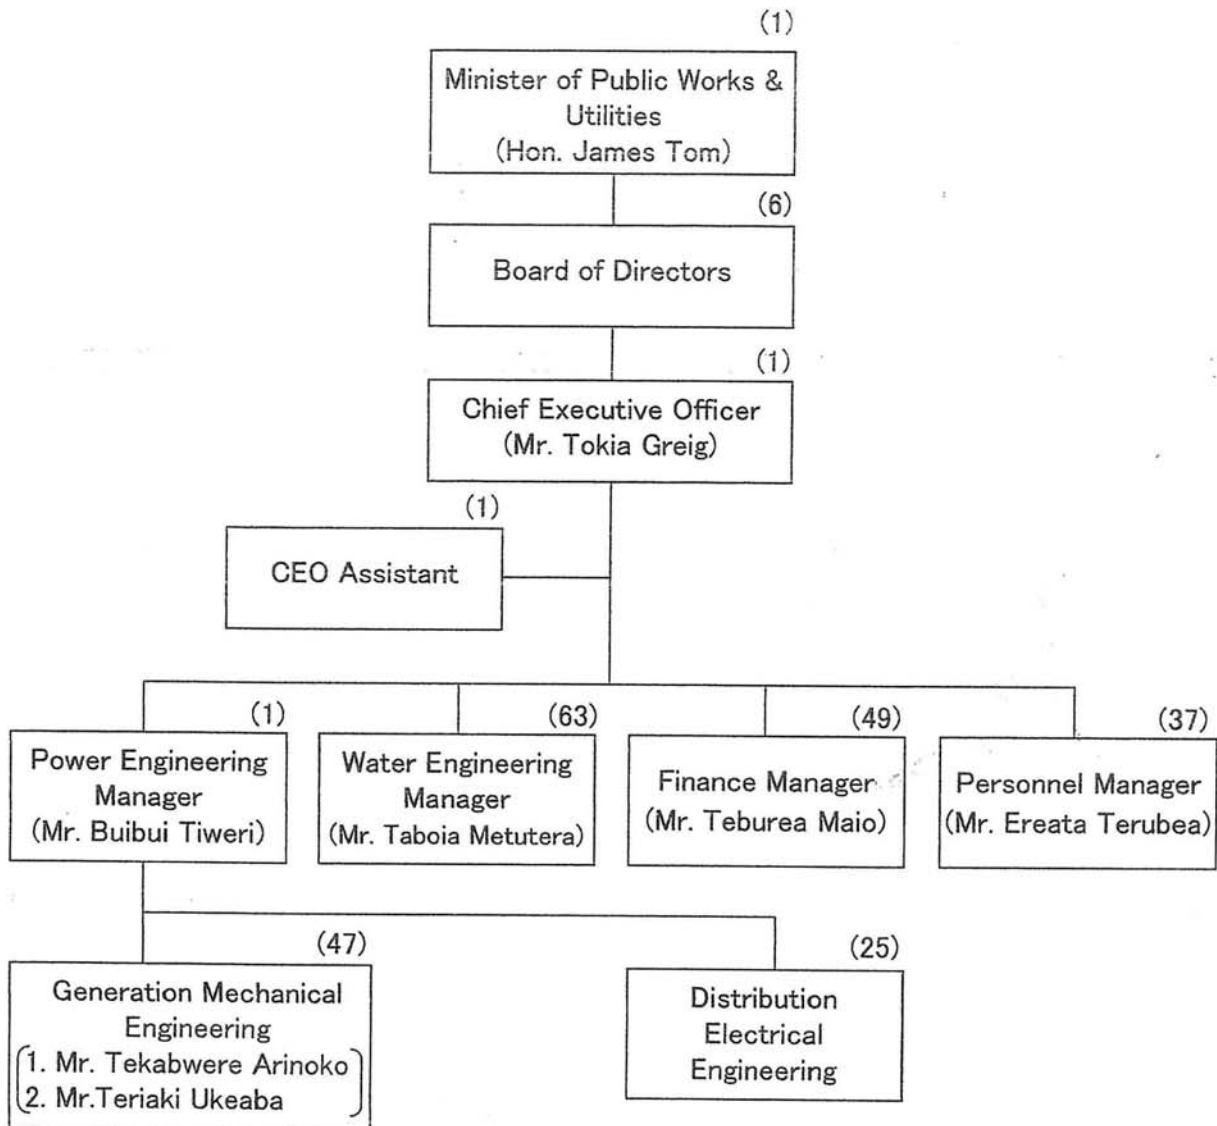 (1)
Minister of Public Works &
Utilities
(Hon. James Tom)
(6)
Board of Directors
(1)
Chief Executive Officer
(Mr. Tokia Greig)
(1)
CEO Assistant
(1)
Power Engineering
Manager
(Mr. Buibui Tiweri)
(63)
Water Engineering
Manager
(Mr. Taboia Metutera)
(49)
Finance Manager
(Mr. Teburea Maio)
(37)
Personnel Manager
(Mr. Ereata Terubea)
(47)
Generation Mechanical
Engineering
1. Mr. Tekabwere Arinoko
2. Mr.Teriaki Ukeaba
(25)
Distribution
Electrical
Engineering